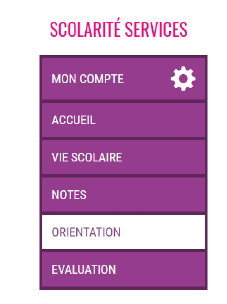 SCOLARITÉ SERVICES
MON COMPTE
ACCUEIL
VIE SCOLAIRE
NOTES
ORIENTATION
EVALUATION